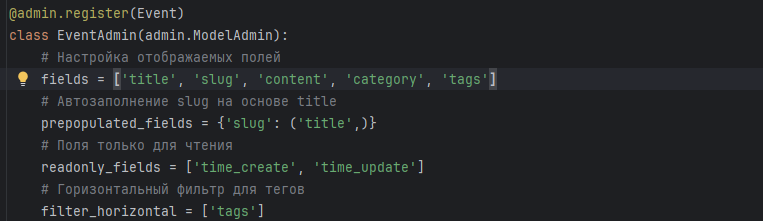 @admin.register(Event)
class EventAdmin(admin.ModelAdmin):
    # Настройка отображаемых полей
    fields = ['title', 'slug', 'content', 'category', 'tags']
    # Автозаполнение slug на основе title
    prepopulated_fields = {'slug': ('title',)}
    # Поля только для чтения
    readonly_fields = ['time_create', 'time_update']
    # Горизонтальный фильтр для тегов
    filter_horizontal = ['tags']